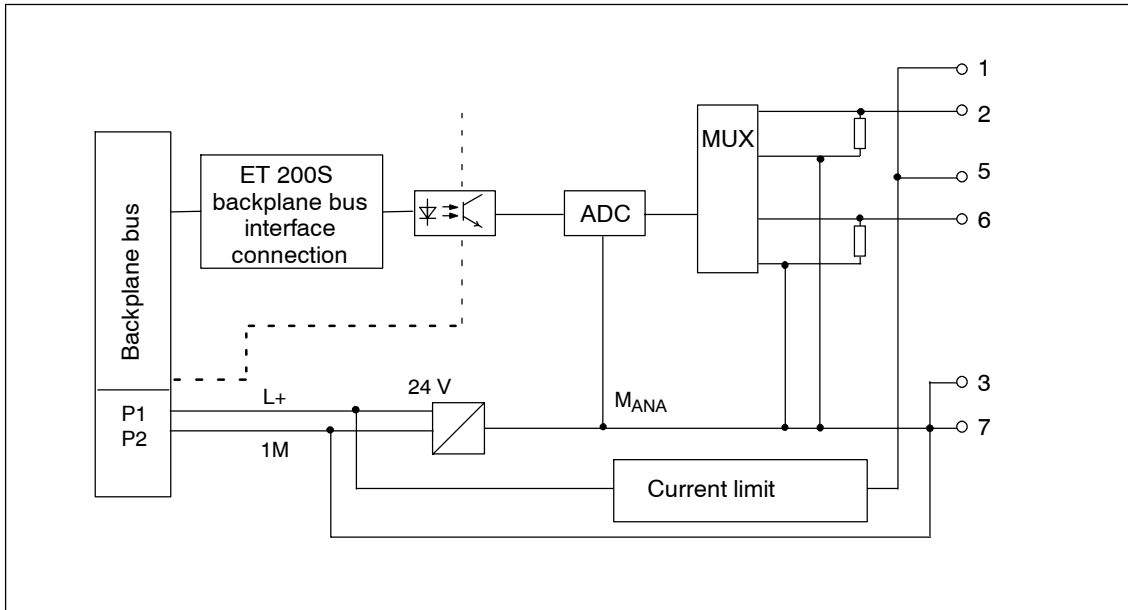 1
2
MUX
5
ET 200S
backplane bus
interface
connection
ADC
6
Backplane bus
3
24 V
L+
MANA
P1
P2
7
1M
Current limit